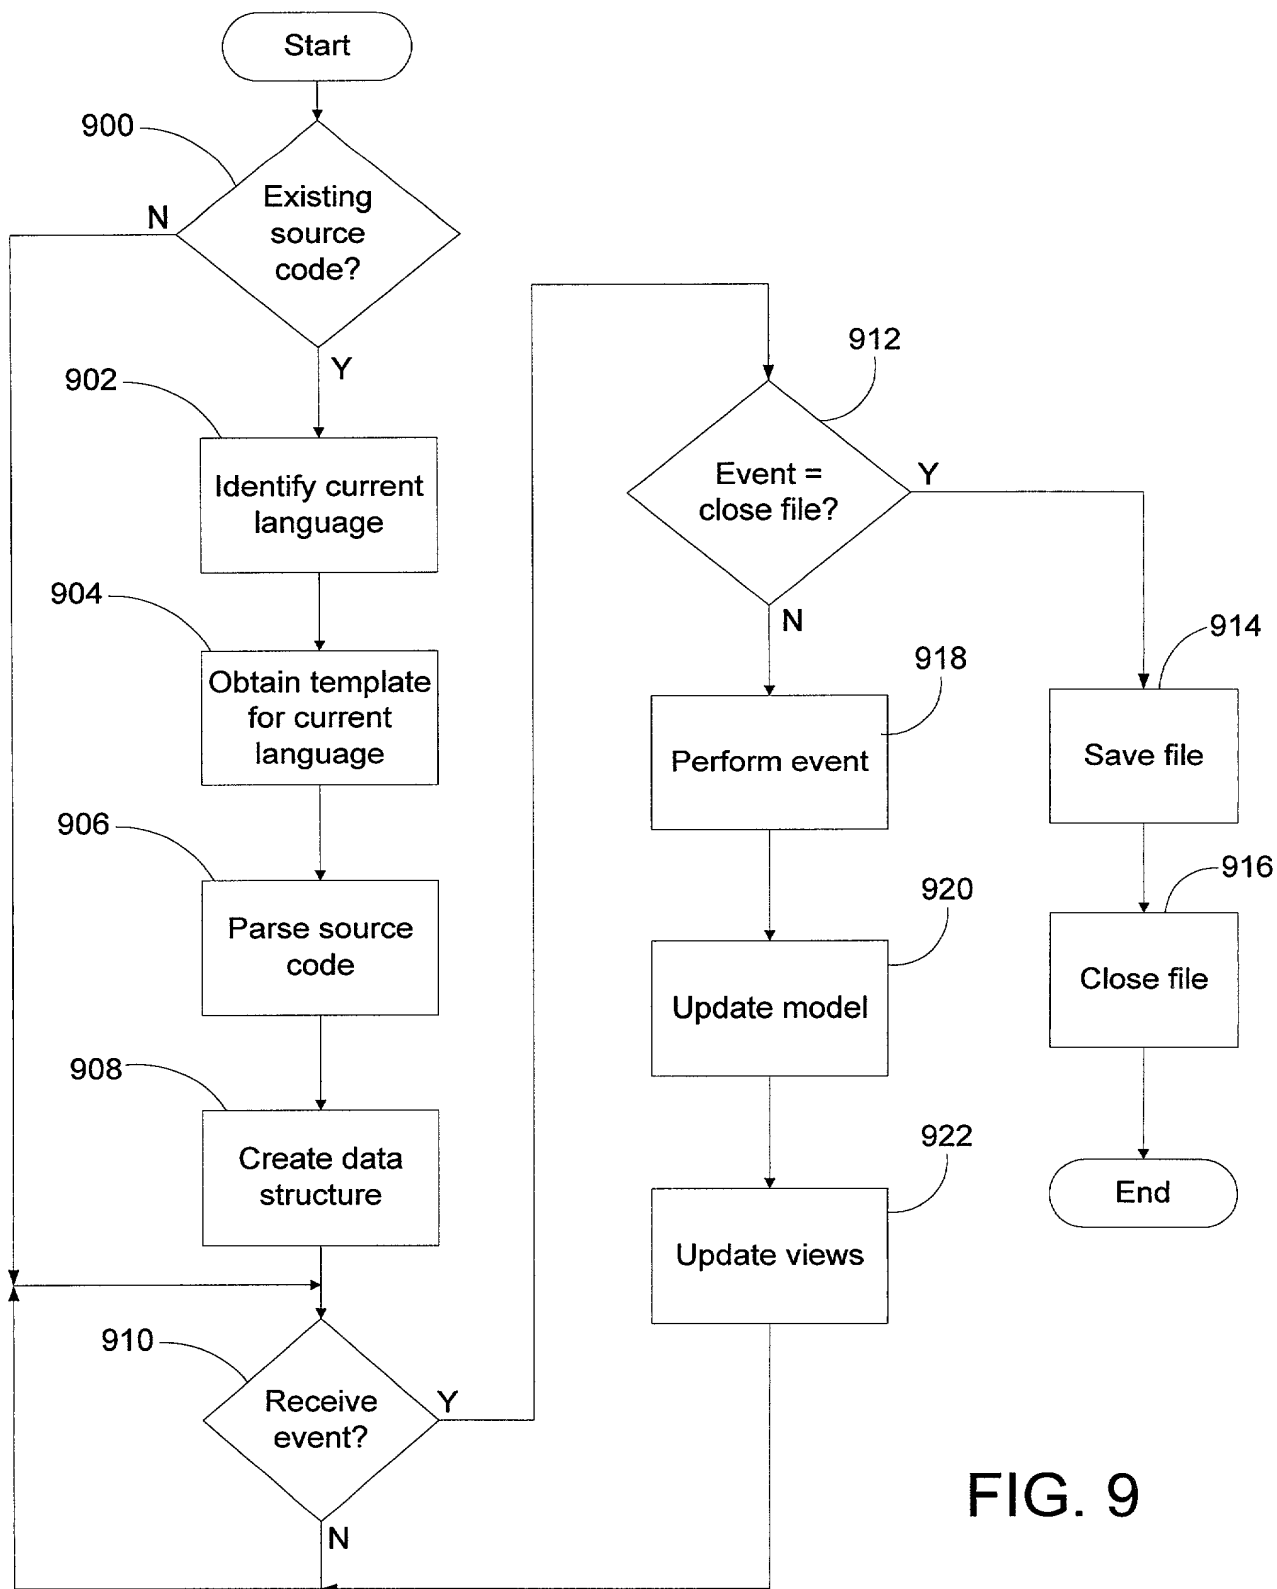 Start
900
Existing
source
code?
N
Y
902
Identify current
language
904
Obtain template
for current
language
906
Parse source
code
908
Create data
structure
910
Receive
event?
Y
N
912
Event =
close file?
Y
N
914
Save file
916
Close file
End
918
Perform event
920
Update model
922
Update views
FIG. 9